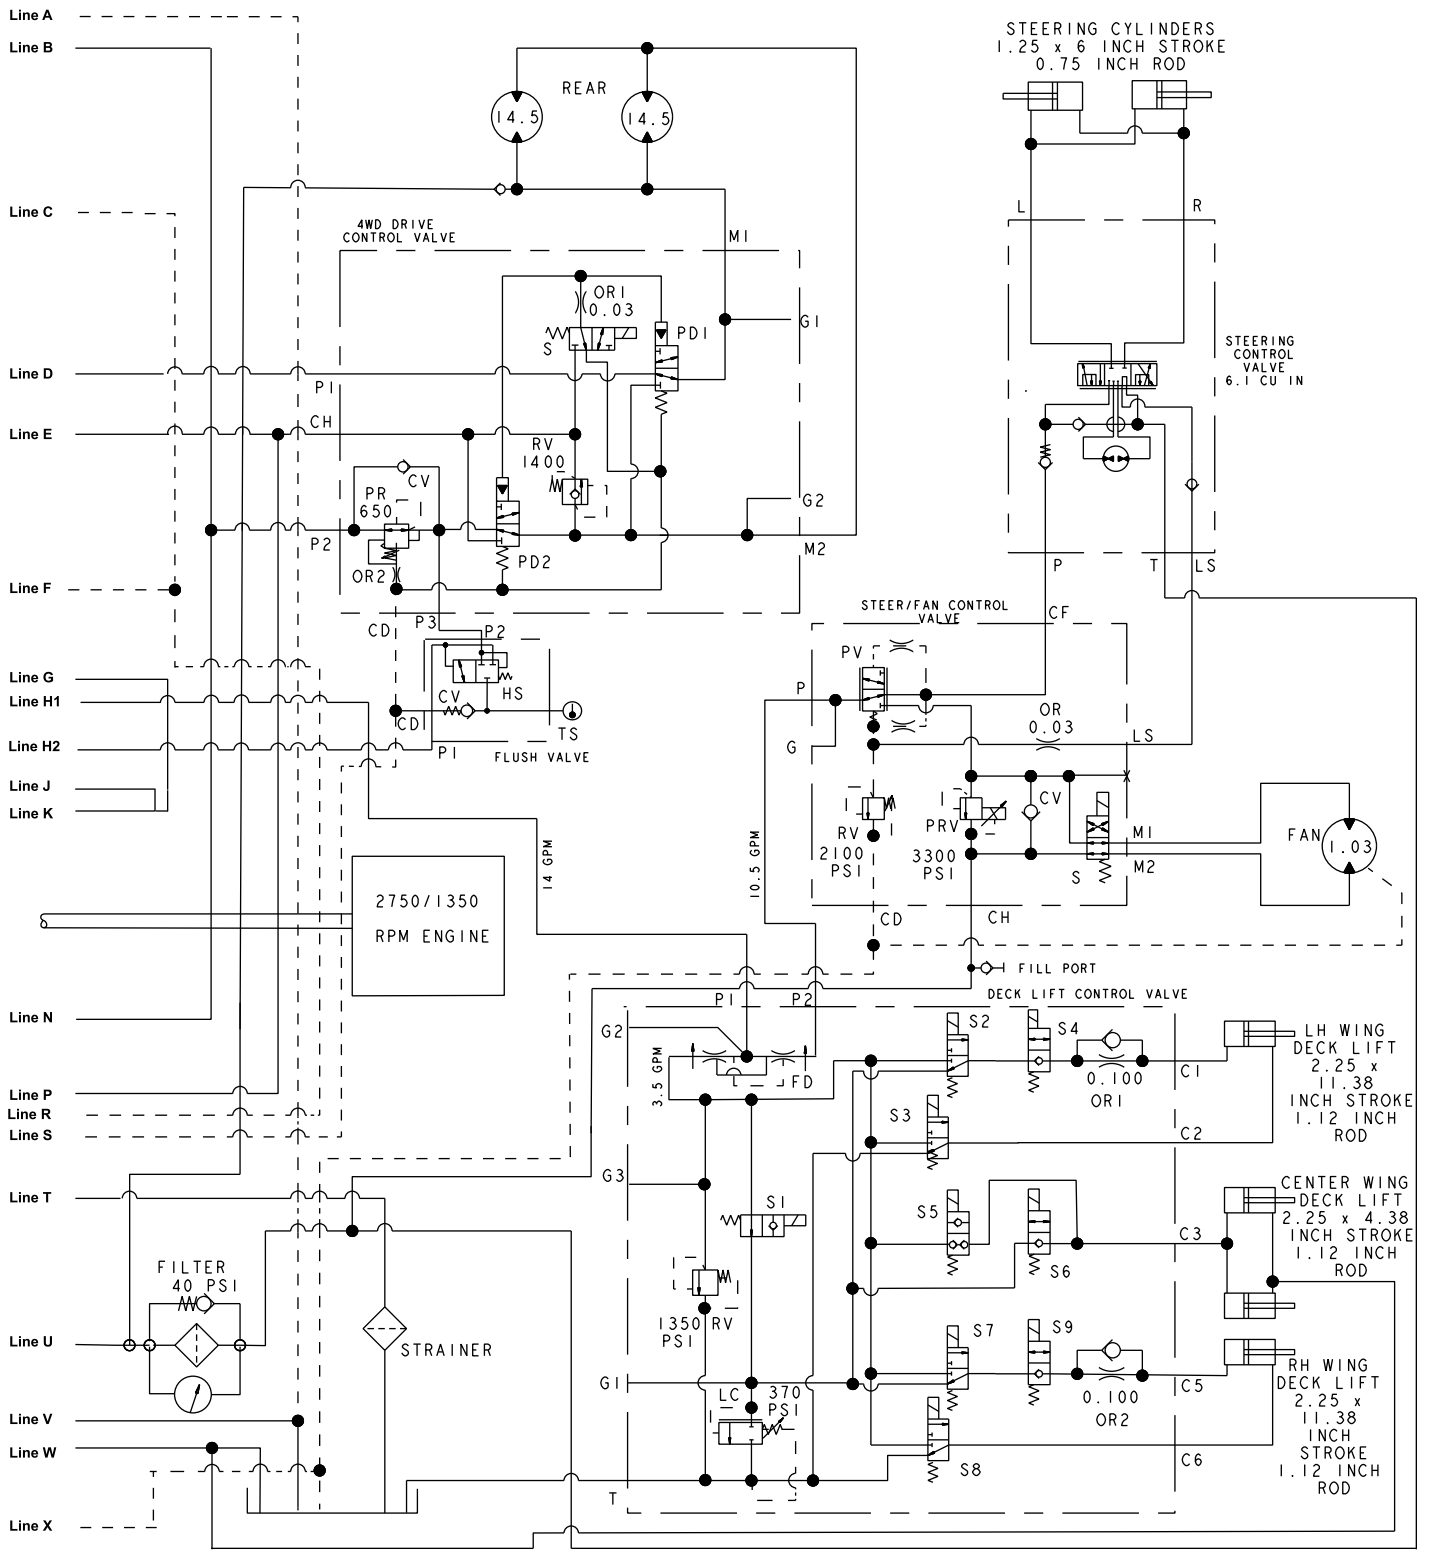 Line A
Line B
Line C
Line D
Line E
Line F
Line G
Line H1
Line H2
Line J
Line K
Line N
Line P
Line R
Line S
Line T
Line U
Line V
Line W
Line X
REAR
14.5
14.5
4WD DRIVE
CONTROL VALVE
M1
OR1
0.03
S
PD1
G1
P1
CH
RV
1400
CV
PR
650
P2
G2
M2
PD2
OR2
CD
P3
P2
HS
CV
CD
P1
TS
FLUSH VALVE
STEERING CYLINDERS
1.25 x 6 INCH STROKE
0.75 INCH ROD
L
R
STEERING
CONTROL
VALVE
6.1 CU IN
P
T
LS
CF
STEER/FAN CONTROL
VALVE
PV
P
G
OR
0.03
LS
RV
2100
PSI
PRV
3300
PSI
CV
S
M1
M2
FAN
1.03
CD
CH
FILL PORT
14 GPM
10.5 GPM
2750/1350
RPM ENGINE
DECK LIFT CONTROL VALVE
P1
P2
G2
3.5 GPM
FD
S2
S4
0.100
OR1
C1
S3
C2
LH WING
DECK LIFT
2.25 x
11.38
INCH STROKE
1.12 INCH
ROD
G3
S1
S5
S6
C3
CENTER WING
DECK LIFT
2.25 x 4.38
INCH STROKE
1.12 INCH
ROD
1350 RV
PSI
S7
S9
0.100
OR2
C5
G1
LC
370
PSI
S8
C6
T
RH WING
DECK LIFT
2.25 x
11.38
INCH
STROKE
1.12 INCH
ROD
FILTER
40 PSI
STRAINER